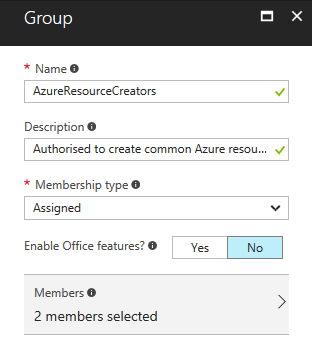 Group
* Name
AzureResourceCreators
Description
Authorised to create common Azure resou...
* Membership type
Assigned
Enable Office features? Yes No
Members
2 members selected